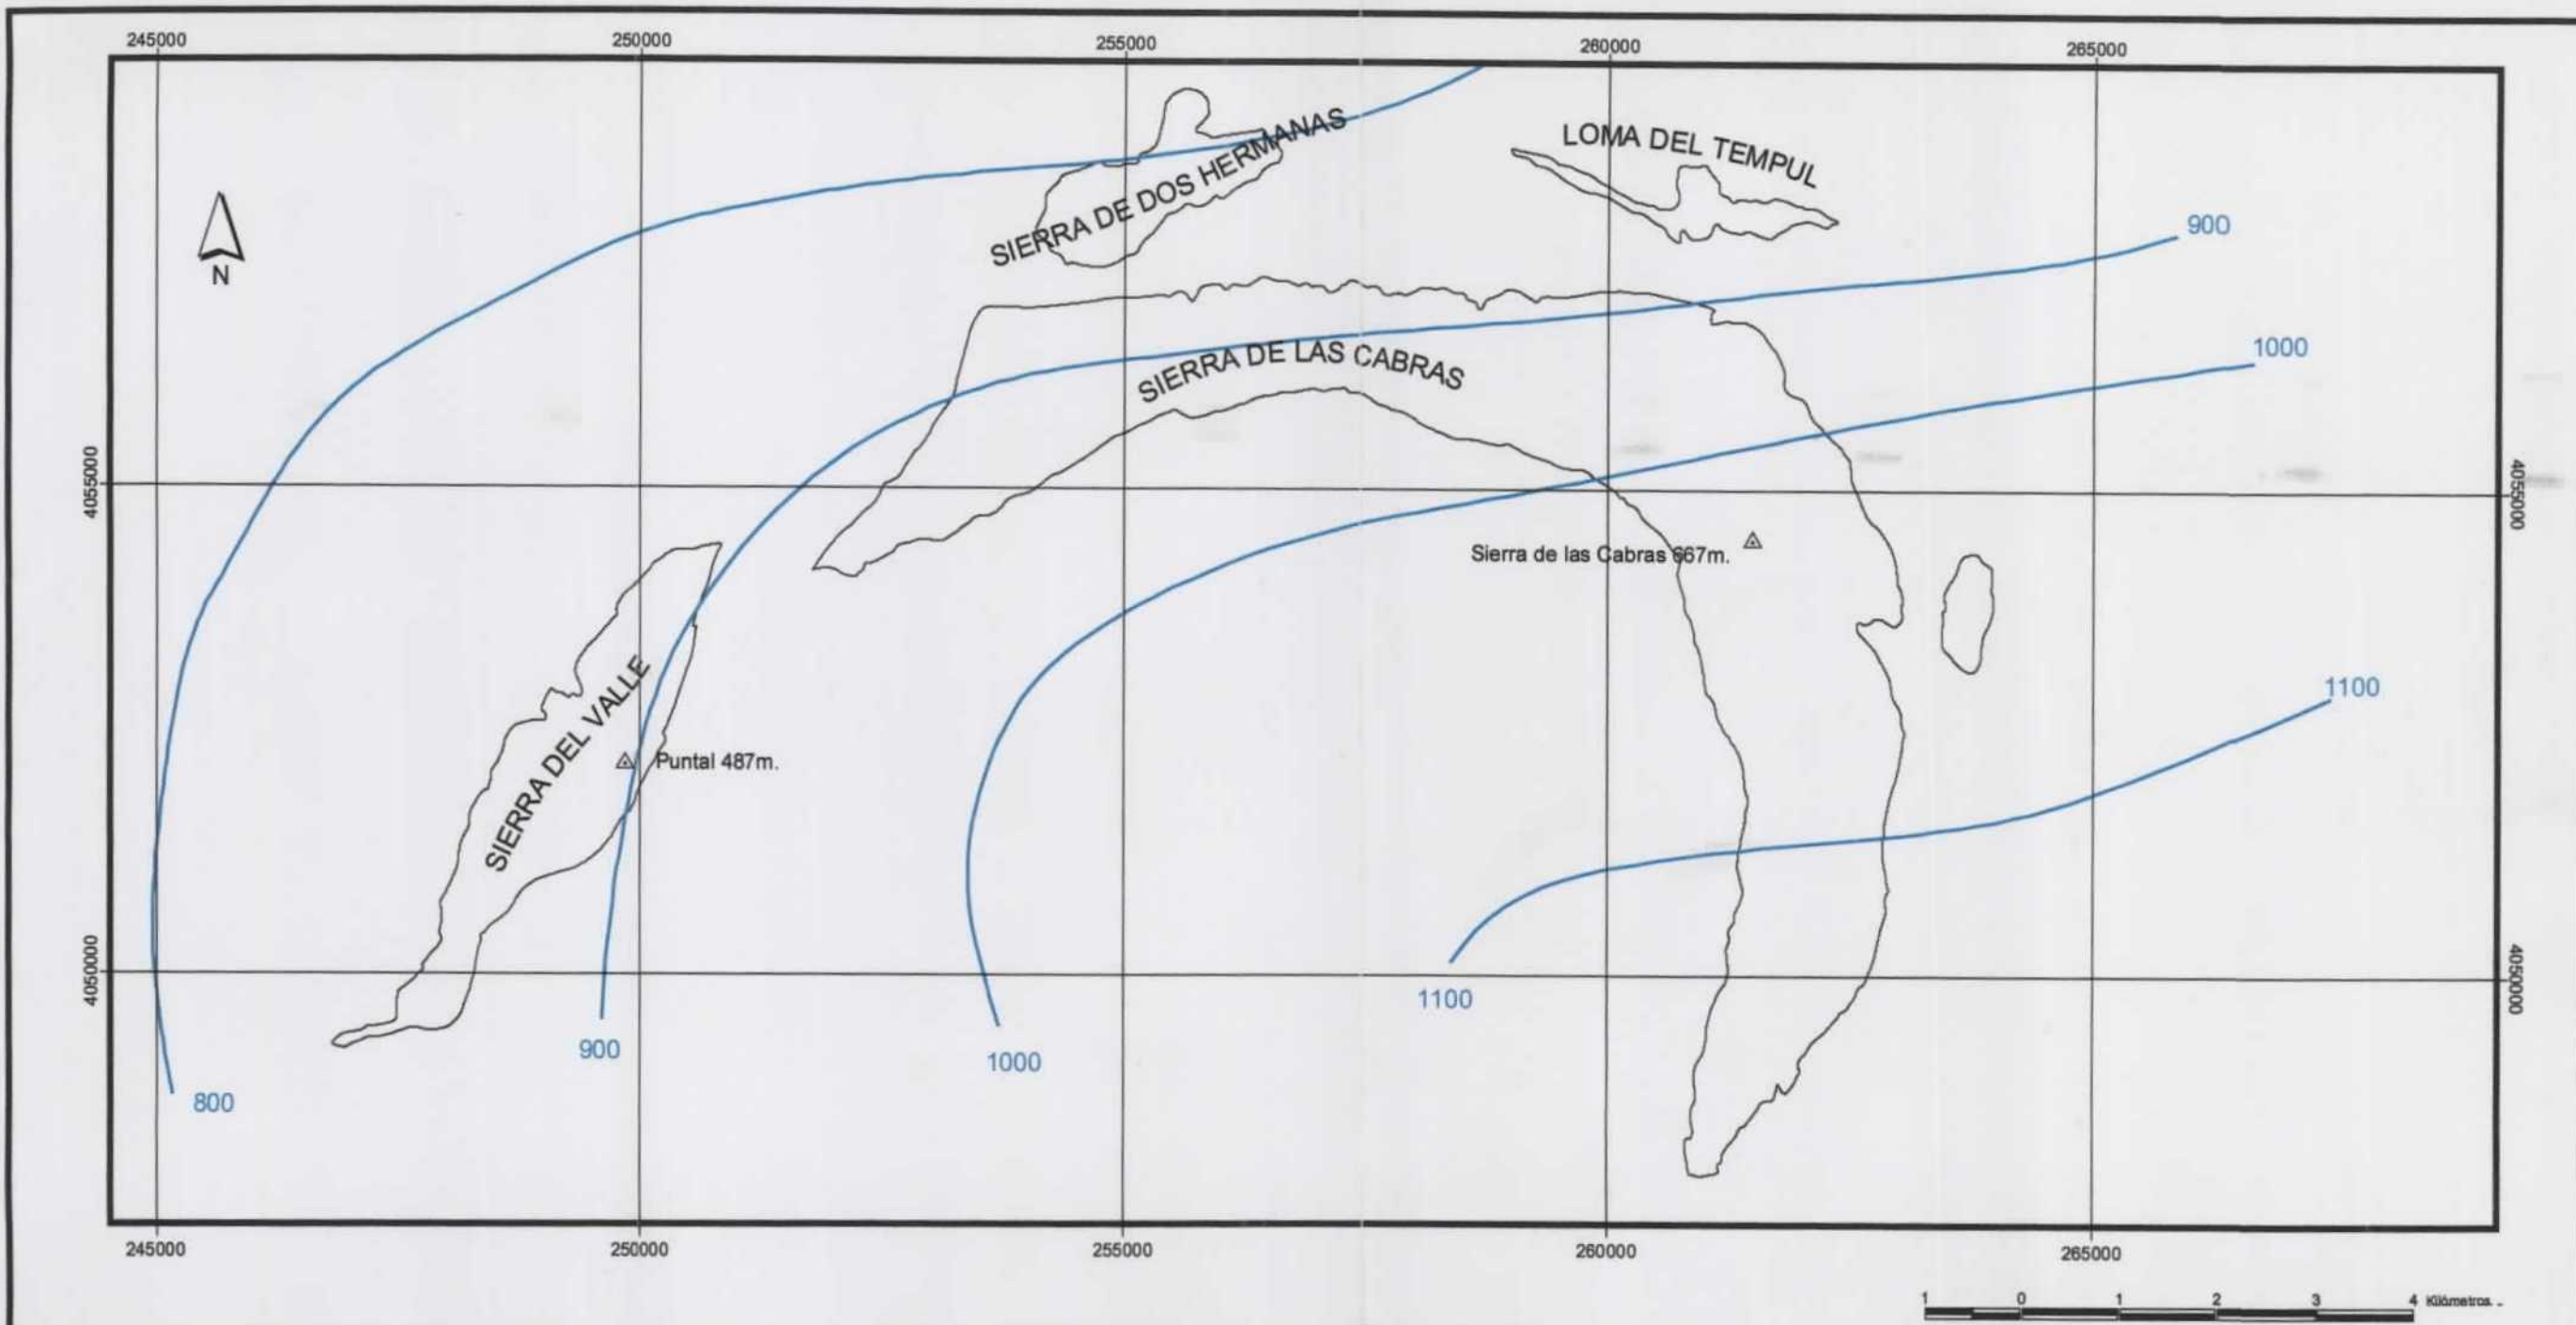 245000 250000 255000 260000 265000
SIERRA DE DOS HERMANAS
LOMA DEL TEMPUL
900
N
1000
SIERRA DE LAS CABRAS
4055000 4055000
Sierra de las Cabras 667m.
SIERRA DEL VALLE
1100
Puntal 487m.
4050000 4050000
1100
900
1000
800
245000 250000 255000 260000 265000
1 0 1 2 3 4 Kilómetros.